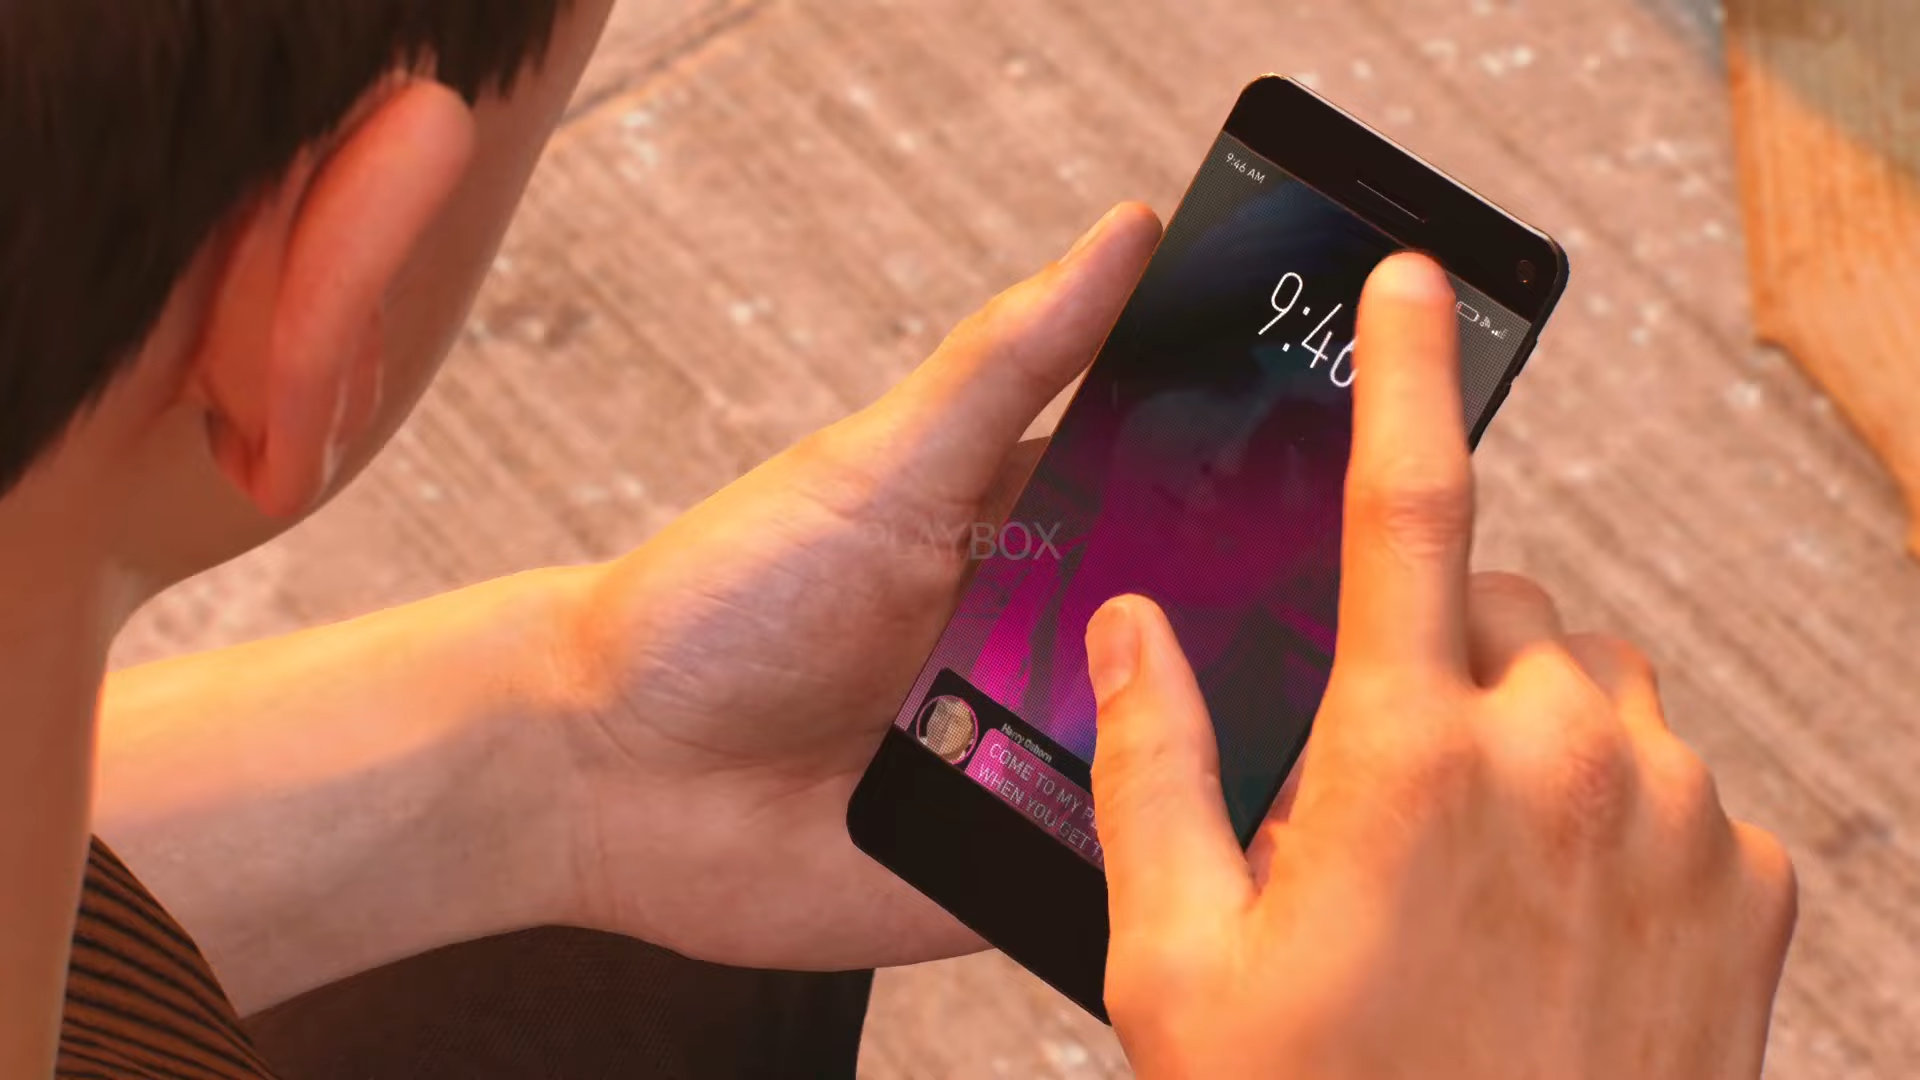 9:46 AM
9:46
PLAYBOX
Harry Osborn
COME TO MY
WHEN YOU GET